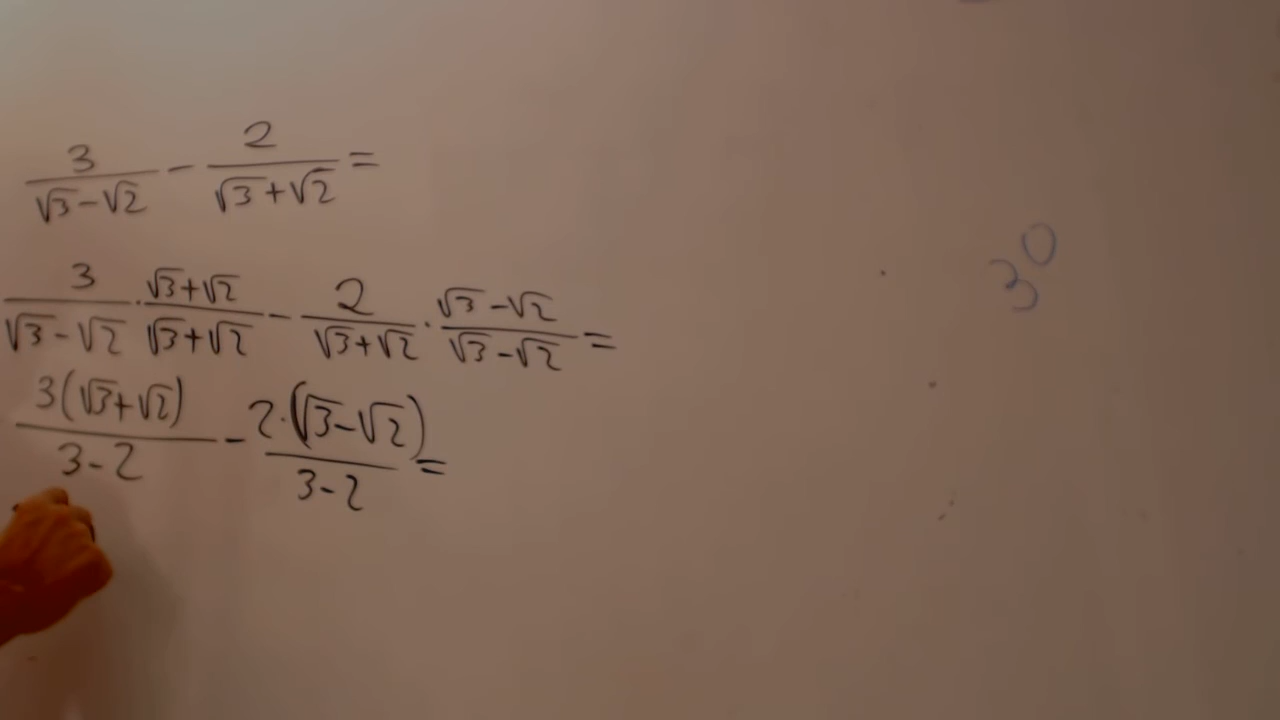 3/(√3-√2) - 2/(√3+√2) =
3/(√3-√2) · (√3+√2)/(√3+√2) - 2/(√3+√2) · (√3-√2)/(√3-√2) =
3(√3+√2)/(3-2) - 2·(√3-√2)/(3-2) =
3⁰